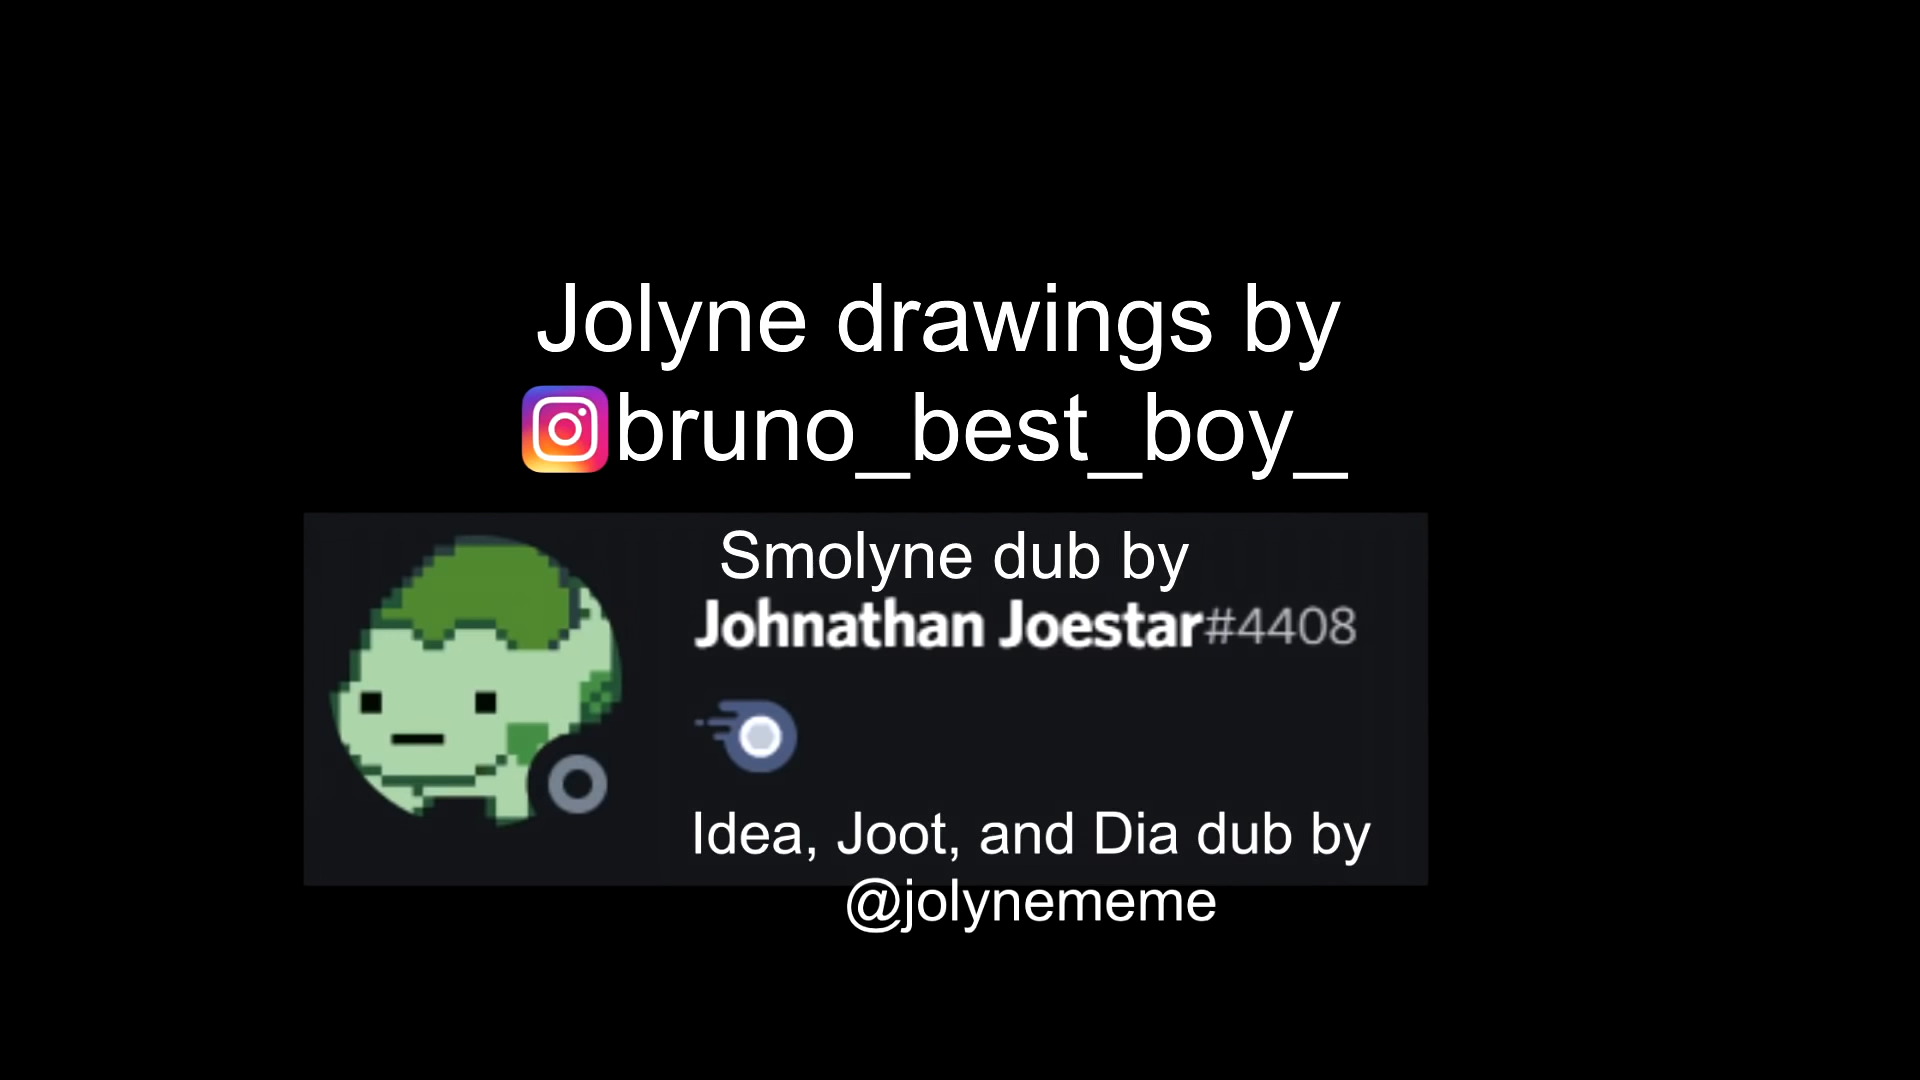 Jolyne drawings by
bruno_best_boy_
Smolyne dub by
Johnathan Joestar#4408
Idea, Joot, and Dia dub by
@jolynememe